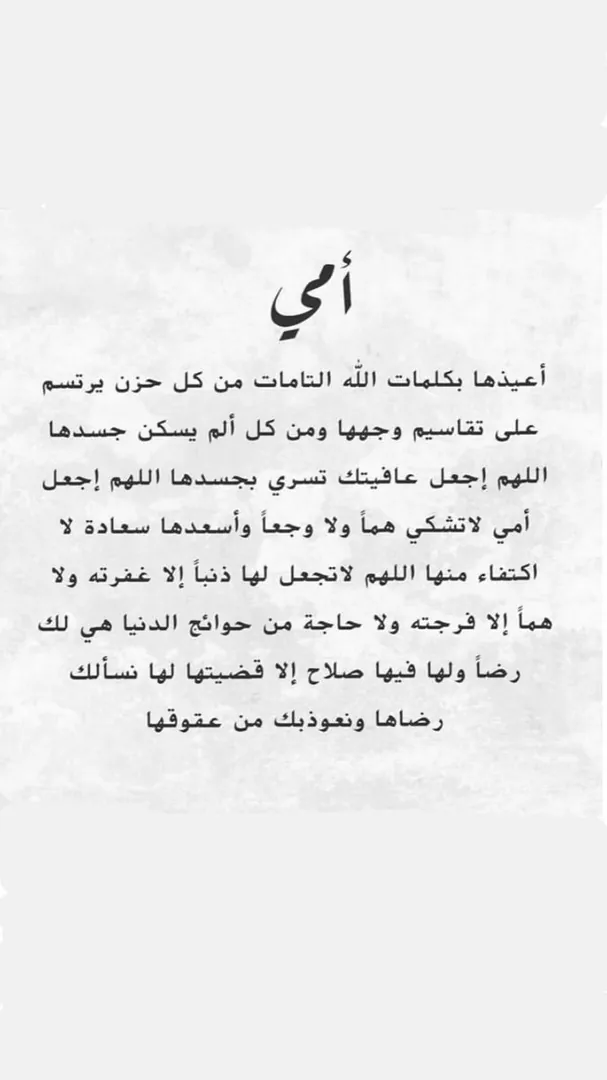 أمي
أعيذها بكلمات الله التامات من كل حزن يرتسم
على تقاسيم وجهها ومن كل ألم يسكن جسدها
اللهم إجعل عافيتك تسري بجسدها اللهم إجعل
أمي لاتشكي هماً ولا وجعاً وأسعدها سعادة لا
اكتفاء منها اللهم لاتجعل لها ذنباً إلا غفرته ولا
هماً إلا فرجته ولا حاجة من حوائج الدنيا هي لك
رضاً ولها فيها صلاح إلا قضيتها لها نسألك
رضاها ونعوذبك من عقوقها